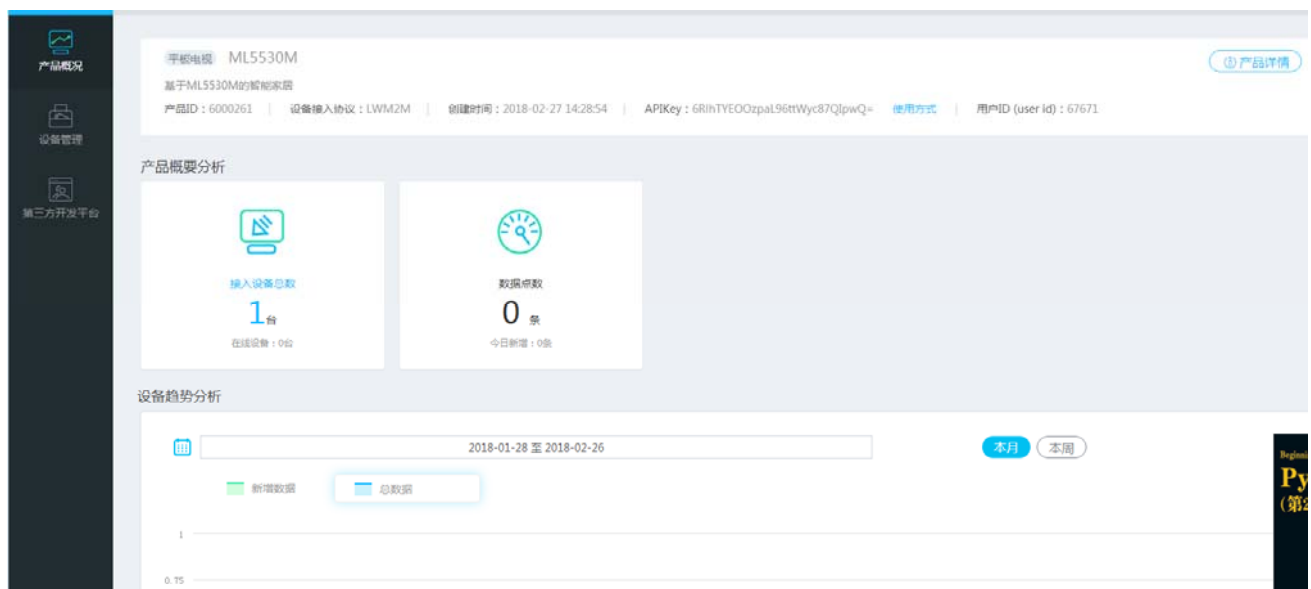 产品概况
设备管理
第三方开发平台
平板电视 ML5530M
产品详情
基于ML5530M的智能家居
产品ID：6000261 | 设备接入协议：LWM2M | 创建时间：2018-02-27 14:28:54 | APIKey：6RlhTYEOOzpaL96ttWyc87QlpwQ= 使用方式 | 用户ID (user id)：67671
产品概要分析
接入设备总数
1台
在线设备：0台
数据点数
0 条
今日新增：0条
设备趋势分析
2018-01-28 至 2018-02-26
本月 本周
新增数据 总数据
1
0.75
Beginni
Py
(第2